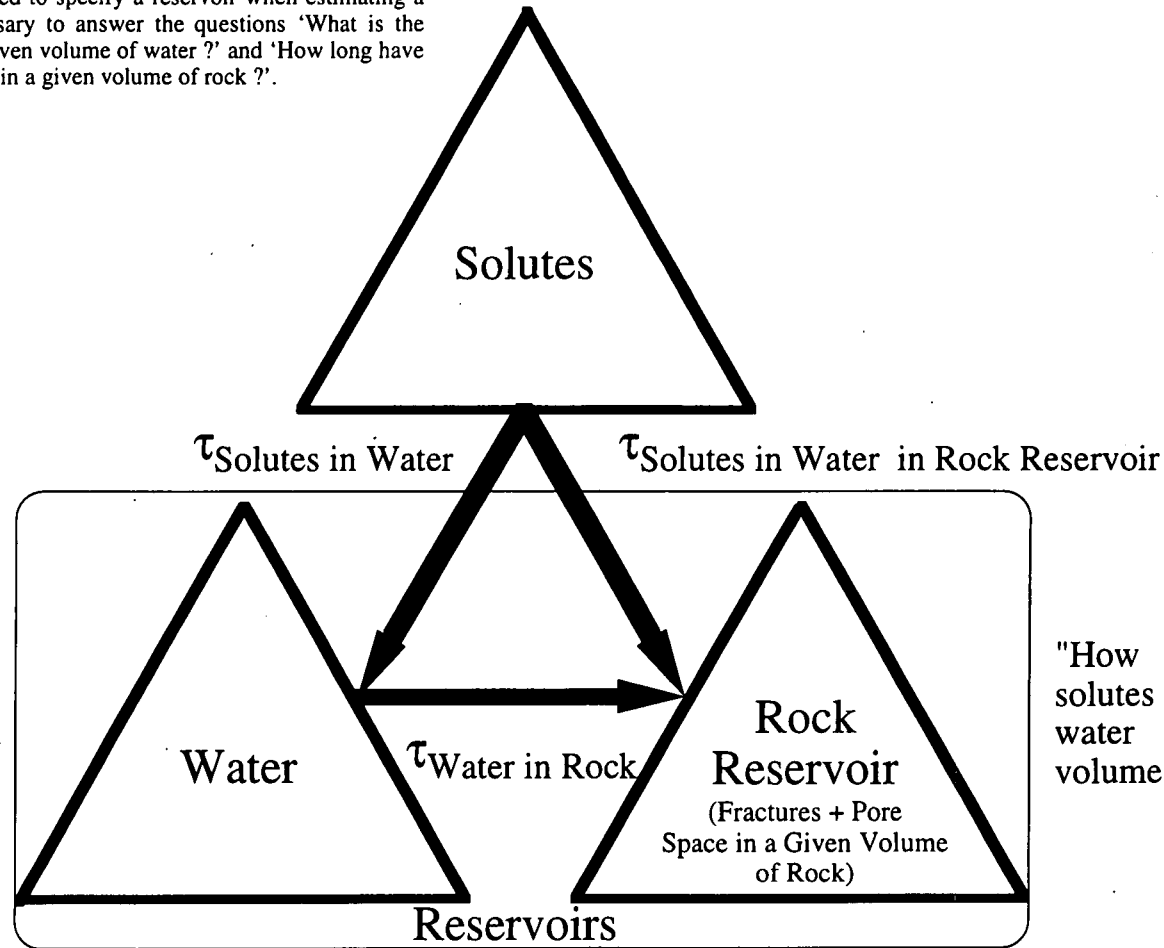 ed to specify a reservoir when estimating a
sary to answer the questions ‘What is the
ven volume of water ?’ and ‘How long have
in a given volume of rock ?’.
Solutes
τSolutes in Water
τSolutes in Water in Rock Reservoir
Water
τWater in Rock
Rock
Reservoir
(Fractures + Pore
Space in a Given Volume
of Rock)
"How
solutes
water
volume
Reservoirs